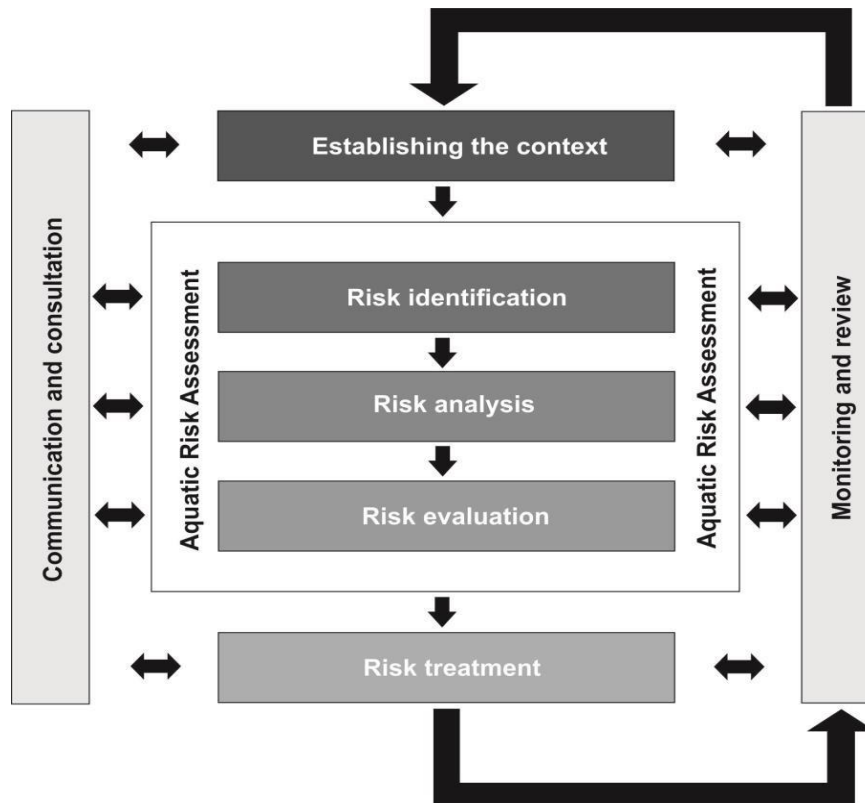 Establishing the context
Communication and consultation
Aquatic Risk Assessment
Risk identification
Risk analysis
Risk evaluation
Aquatic Risk Assessment
Monitoring and review
Risk treatment